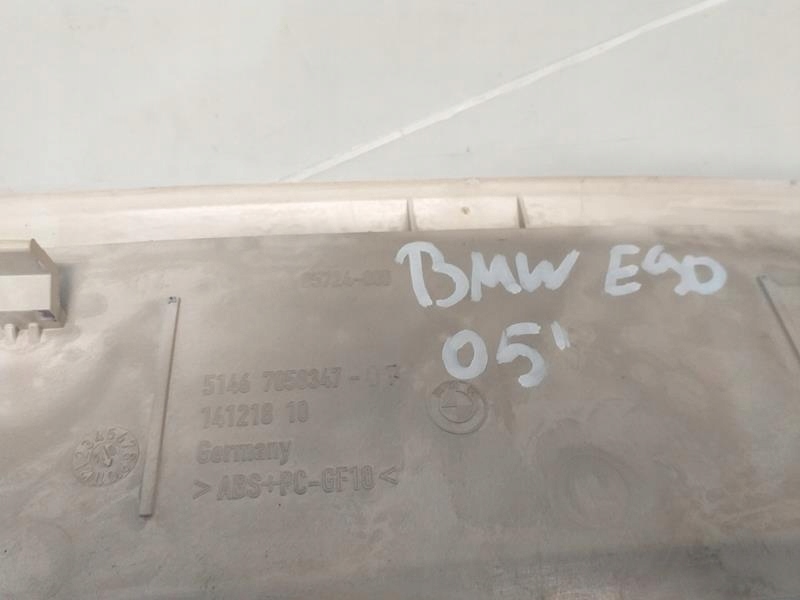 BMW E90
05'
5146 7058347-
141218 10
Germany
>ABS+PC-GF10<